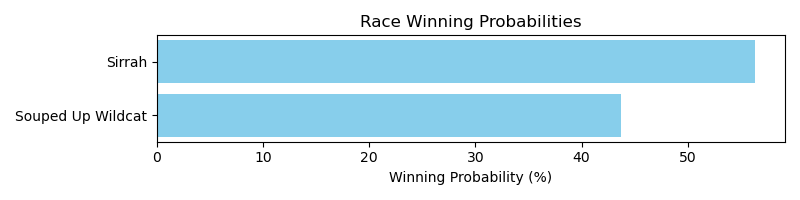 Race Winning Probabilities
Sirrah
Souped Up Wildcat
0 10 20 30 40 50
Winning Probability (%)